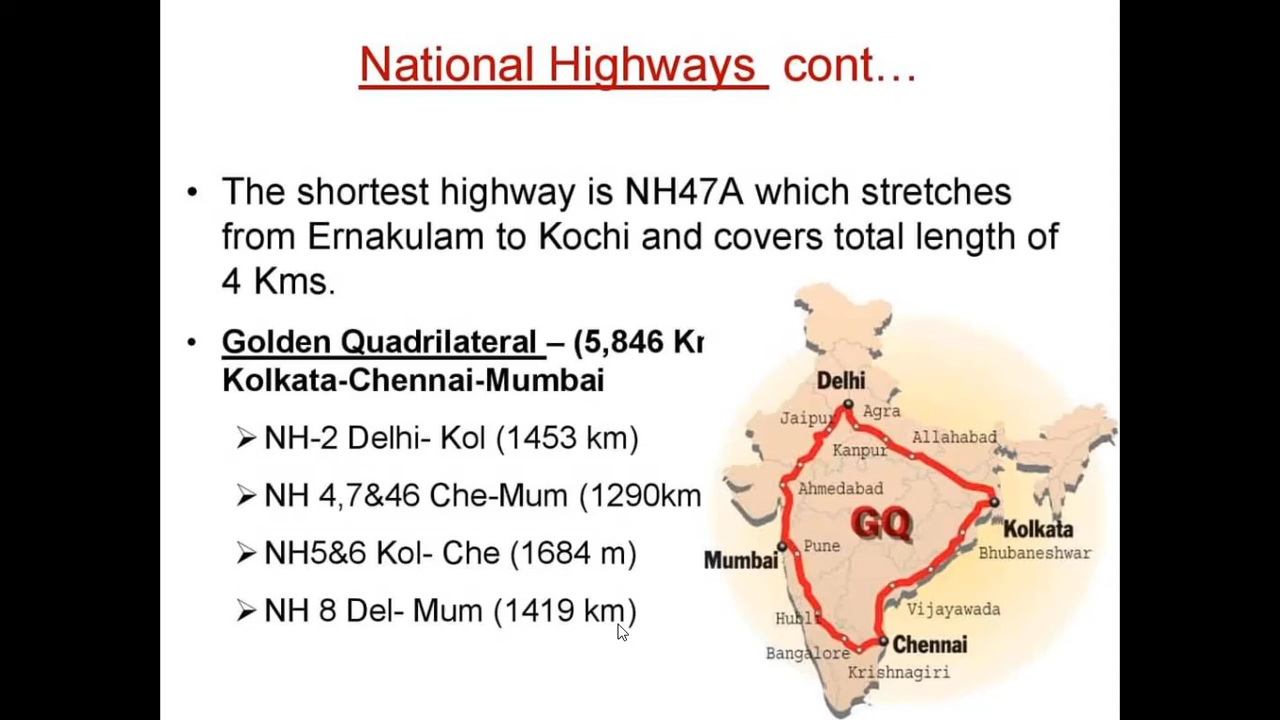 National Highways cont…
• The shortest highway is NH47A which stretches
from Ernakulam to Kochi and covers total length of
4 Kms.
• Golden Quadrilateral – (5,846 K
Kolkata-Chennai-Mumbai
➢ NH-2 Delhi- Kol (1453 km)
➢ NH 4,7&46 Che-Mum (1290km
➢ NH5&6 Kol- Che (1684 m)
➢ NH 8 Del- Mum (1419 km)
Delhi
Jaipur
Agra
Kanpur
Allahabad
Ahmedabad
GQ
Kolkata
Bhubaneshwar
Mumbai
Pune
Vijayawada
Hubli
Chennai
Bangalore
Krishnagiri